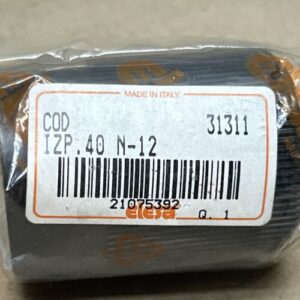 MADE IN ITALY
COD 31311
IZP.40 N-12
21075392
elesa Q. 1